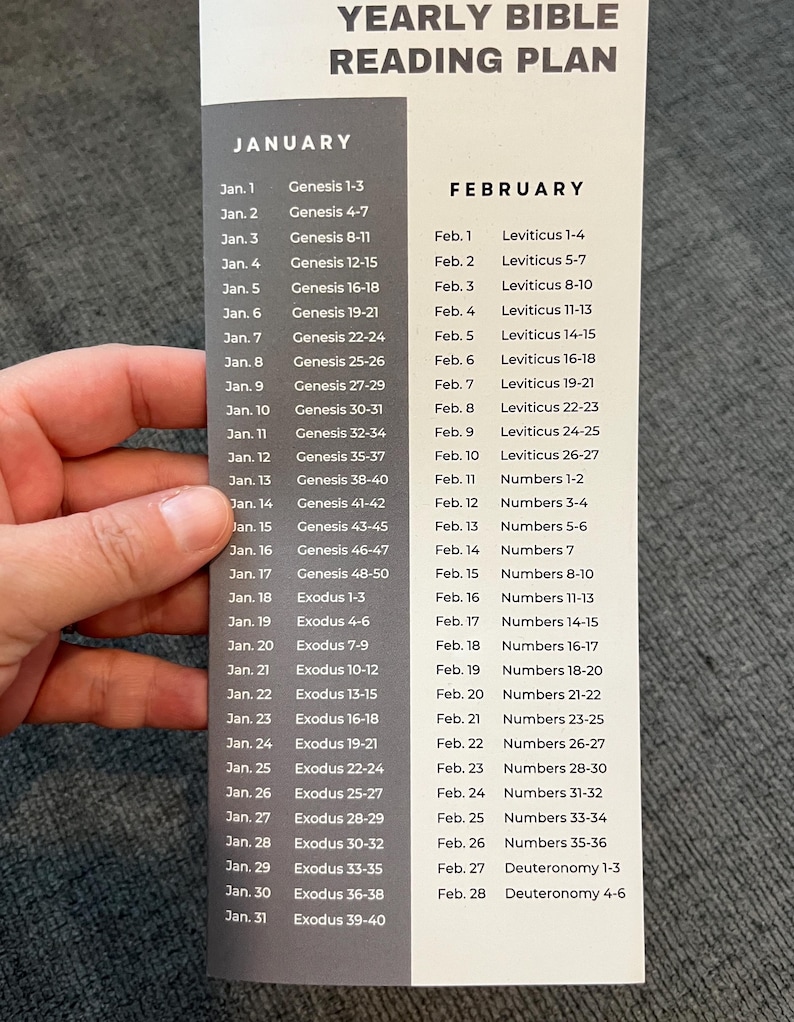 YEARLY BIBLE
READING PLAN
JANUARY
Jan. 1 Genesis 1-3
Jan. 2 Genesis 4-7
Jan. 3 Genesis 8-11
Jan. 4 Genesis 12-15
Jan. 5 Genesis 16-18
Jan. 6 Genesis 19-21
Jan. 7 Genesis 22-24
Jan. 8 Genesis 25-26
Jan. 9 Genesis 27-29
Jan. 10 Genesis 30-31
Jan. 11 Genesis 32-34
Jan. 12 Genesis 35-37
Jan. 13 Genesis 38-40
Jan. 14 Genesis 41-42
Jan. 15 Genesis 43-45
Jan. 16 Genesis 46-47
Jan. 17 Genesis 48-50
Jan. 18 Exodus 1-3
Jan. 19 Exodus 4-6
Jan. 20 Exodus 7-9
Jan. 21 Exodus 10-12
Jan. 22 Exodus 13-15
Jan. 23 Exodus 16-18
Jan. 24 Exodus 19-21
Jan. 25 Exodus 22-24
Jan. 26 Exodus 25-27
Jan. 27 Exodus 28-29
Jan. 28 Exodus 30-32
Jan. 29 Exodus 33-35
Jan. 30 Exodus 36-38
Jan. 31 Exodus 39-40
FEBRUARY
Feb. 1 Leviticus 1-4
Feb. 2 Leviticus 5-7
Feb. 3 Leviticus 8-10
Feb. 4 Leviticus 11-13
Feb. 5 Leviticus 14-15
Feb. 6 Leviticus 16-18
Feb. 7 Leviticus 19-21
Feb. 8 Leviticus 22-23
Feb. 9 Leviticus 24-25
Feb. 10 Leviticus 26-27
Feb. 11 Numbers 1-2
Feb. 12 Numbers 3-4
Feb. 13 Numbers 5-6
Feb. 14 Numbers 7
Feb. 15 Numbers 8-10
Feb. 16 Numbers 11-13
Feb. 17 Numbers 14-15
Feb. 18 Numbers 16-17
Feb. 19 Numbers 18-20
Feb. 20 Numbers 21-22
Feb. 21 Numbers 23-25
Feb. 22 Numbers 26-27
Feb. 23 Numbers 28-30
Feb. 24 Numbers 31-32
Feb. 25 Numbers 33-34
Feb. 26 Numbers 35-36
Feb. 27 Deuteronomy 1-3
Feb. 28 Deuteronomy 4-6